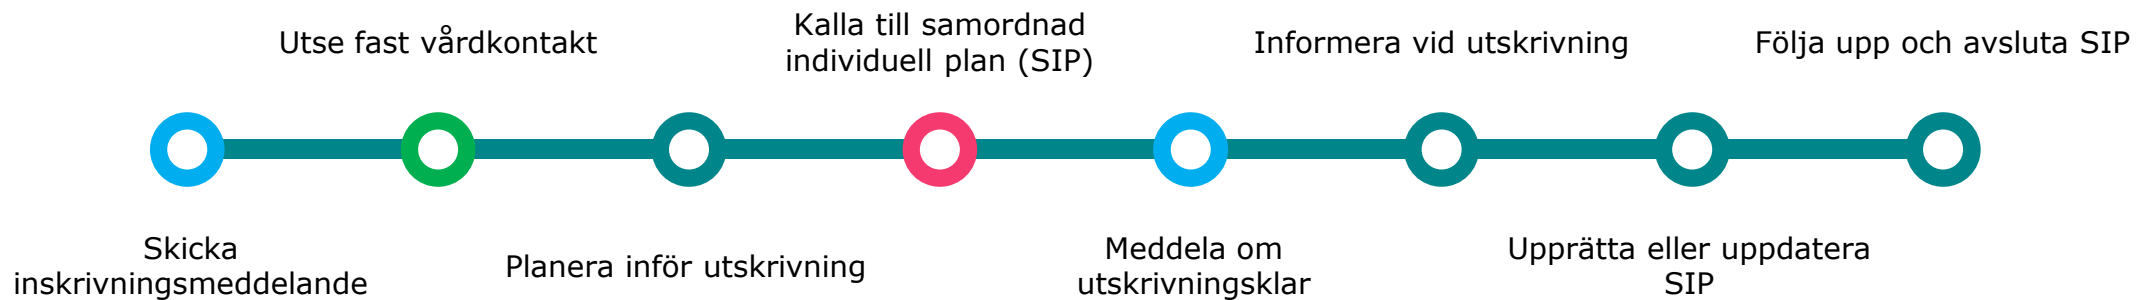 Utse fast vårdkontakt
Kalla till samordnad
individuell plan (SIP)
Informera vid utskrivning
Följa upp och avsluta SIP
Skicka
inskrivningsmeddelande
Planera inför utskrivning
Meddela om
utskrivningsklar
Upprätta eller uppdatera
SIP